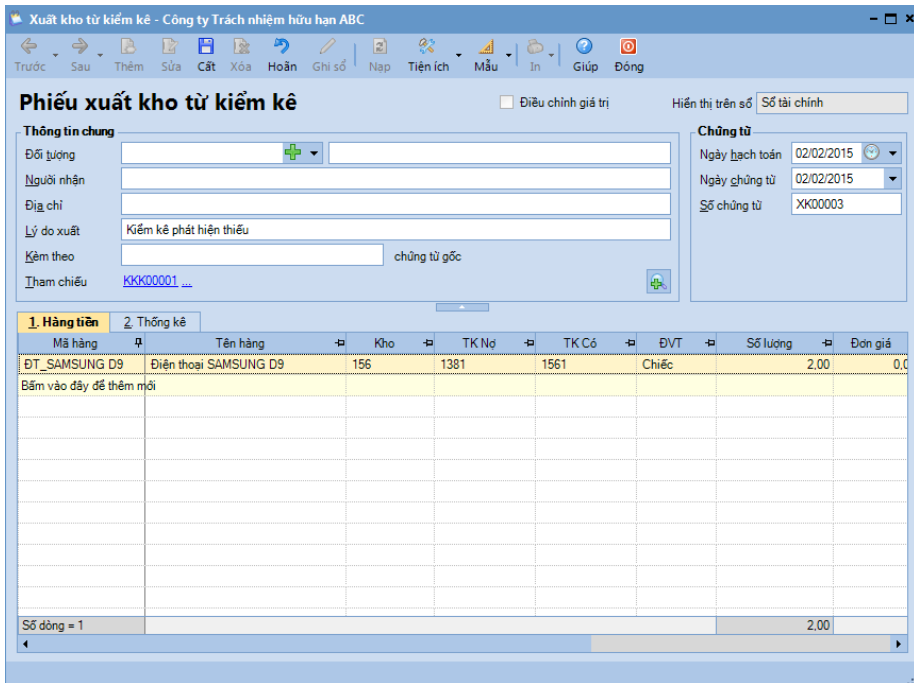 Xuất kho từ kiểm kê - Công ty Trách nhiệm hữu hạn ABC
Trước Sau Thêm Sửa Cất Xóa Hoãn Ghi sổ Nạp Tiện ích Mẫu In Giúp Đóng
Phiếu xuất kho từ kiểm kê Điều chỉnh giá trị Hiển thị trên sổ Sổ tài chính
Thông tin chung Chứng từ
Đối tượng Ngày hạch toán 02/02/2015
Người nhận Ngày chứng từ 02/02/2015
Địa chỉ Số chứng từ XK00003
Lý do xuất Kiểm kê phát hiện thiếu
Kèm theo chứng từ gốc
Tham chiếu KKK00001 ...
1. Hàng tiền 2. Thống kê
Mã hàng Tên hàng Kho TK Nợ TK Có ĐVT Số lượng Đơn giá
ĐT_SAMSUNG D9 Điện thoại SAMSUNG D9 156 1381 1561 Chiếc 2,00 0,0
Bấm vào đây để thêm mới
Số dòng = 1 2,00